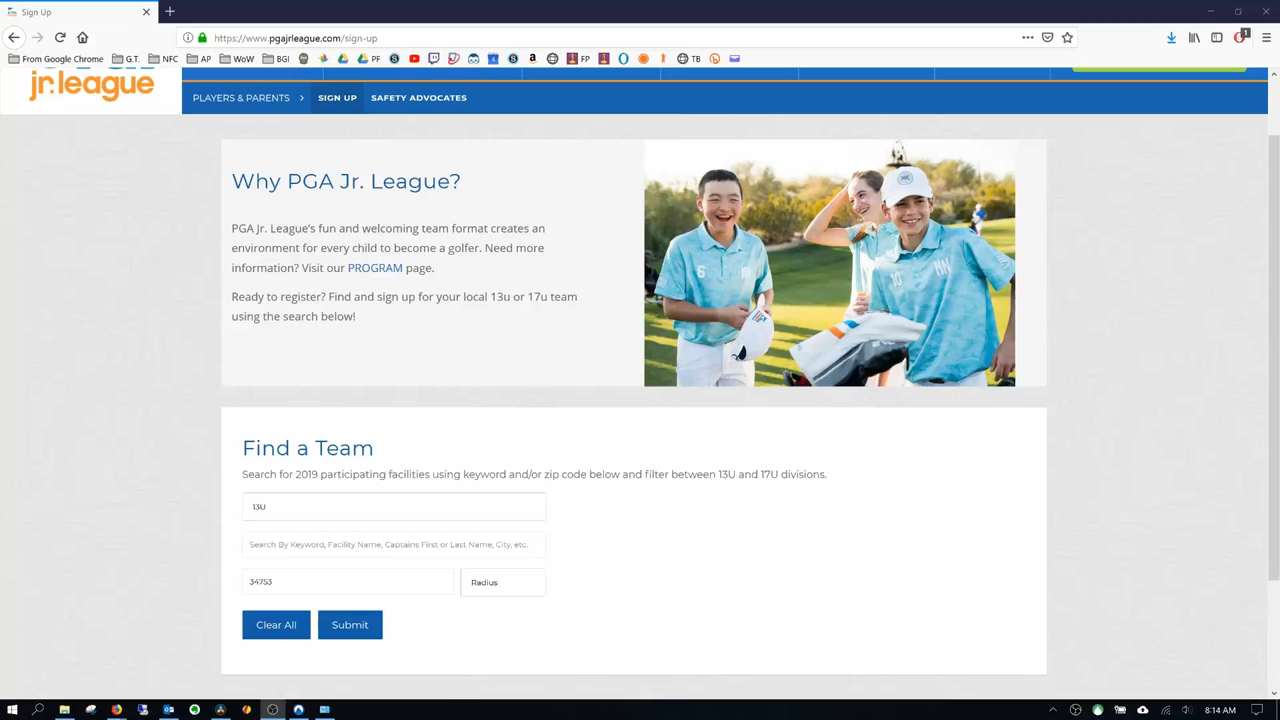 Sign Up
https://www.pgajrleague.com/sign-up
1
From Google Chrome G.T. NFC AP WoW BGI PF FP TB
jr.league
PLAYERS & PARENTS > SIGN UP SAFETY ADVOCATES
Why PGA Jr. League?
PGA Jr. League's fun and welcoming team format creates an
environment for every child to become a golfer. Need more
information? Visit our PROGRAM page.
Ready to register? Find and sign up for your local 13u or 17u team
using the search below!
Find a Team
Search for 2019 participating facilities using keyword and/or zip code below and filter between 13U and 17U divisions.
13U
Search By Keyword, Facility Name, Captains First or Last Name, City, etc.
34753 Radius
Clear All Submit
8:14 AM